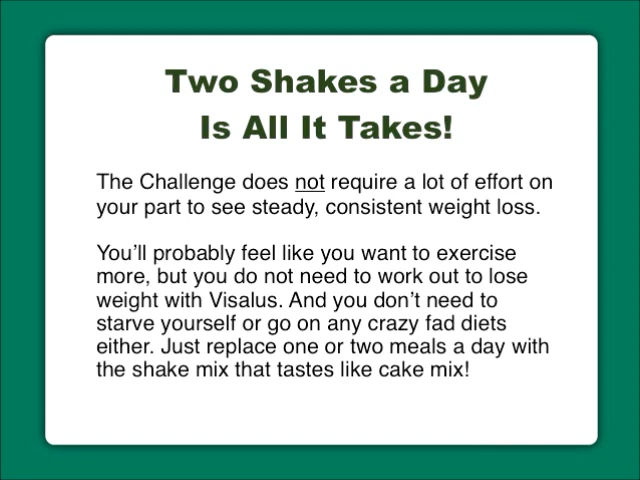 Two Shakes a Day
Is All It Takes!
The Challenge does not require a lot of effort on
your part to see steady, consistent weight loss.
You’ll probably feel like you want to exercise
more, but you do not need to work out to lose
weight with Visalus. And you don’t need to
starve yourself or go on any crazy fad diets
either. Just replace one or two meals a day with
the shake mix that tastes like cake mix!